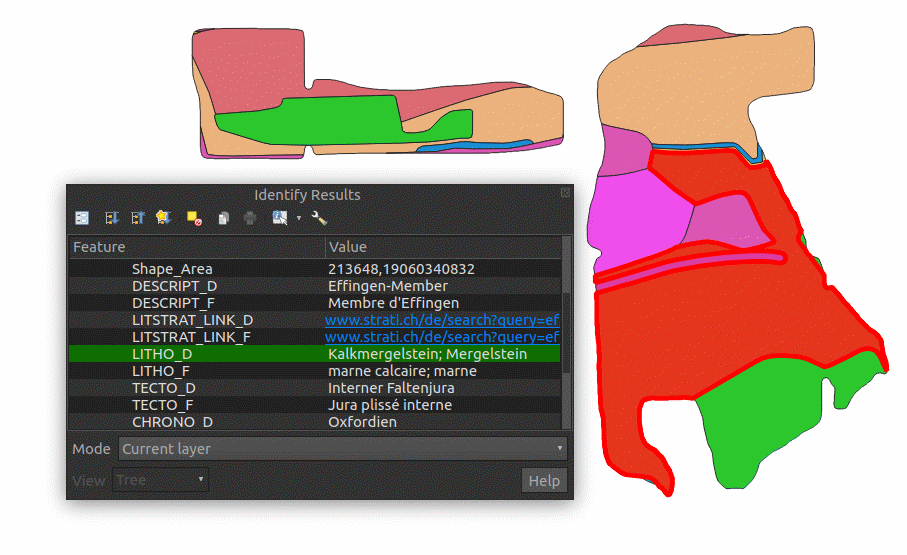 Identify Results
Feature Value
Shape_Area 213648,19060340832
DESCRIPT_D Effingen-Member
DESCRIPT_F Membre d'Effingen
LITSTRAT_LINK_D www.strati.ch/de/search?query=ef
LITSTRAT_LINK_F www.strati.ch/de/search?query=ef
LITHO_D Kalkmergelstein; Mergelstein
LITHO_F marne calcaire; marne
TECTO_D Interner Faltenjura
TECTO_F Jura plissé interne
CHRONO_D Oxfordien
Mode Current layer
View Tree Help